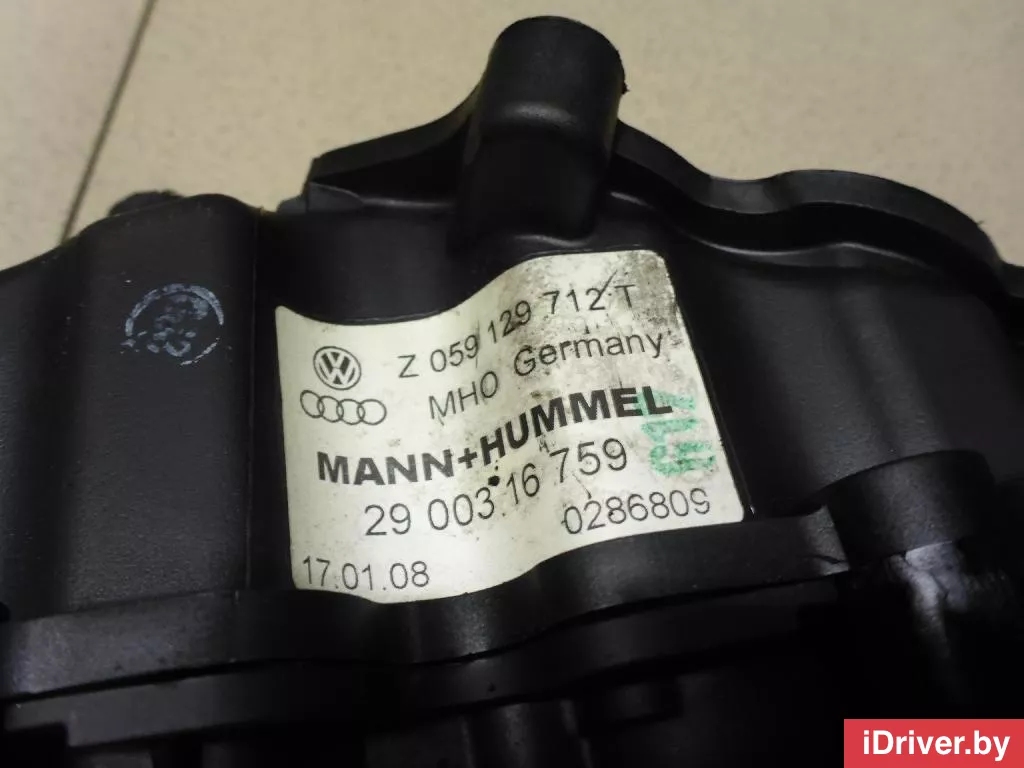 Z 059 129 712 T
MHO Germany
MANN+HUMMEL
29 003 16 759
0286809
17.01.08
iDriver.by